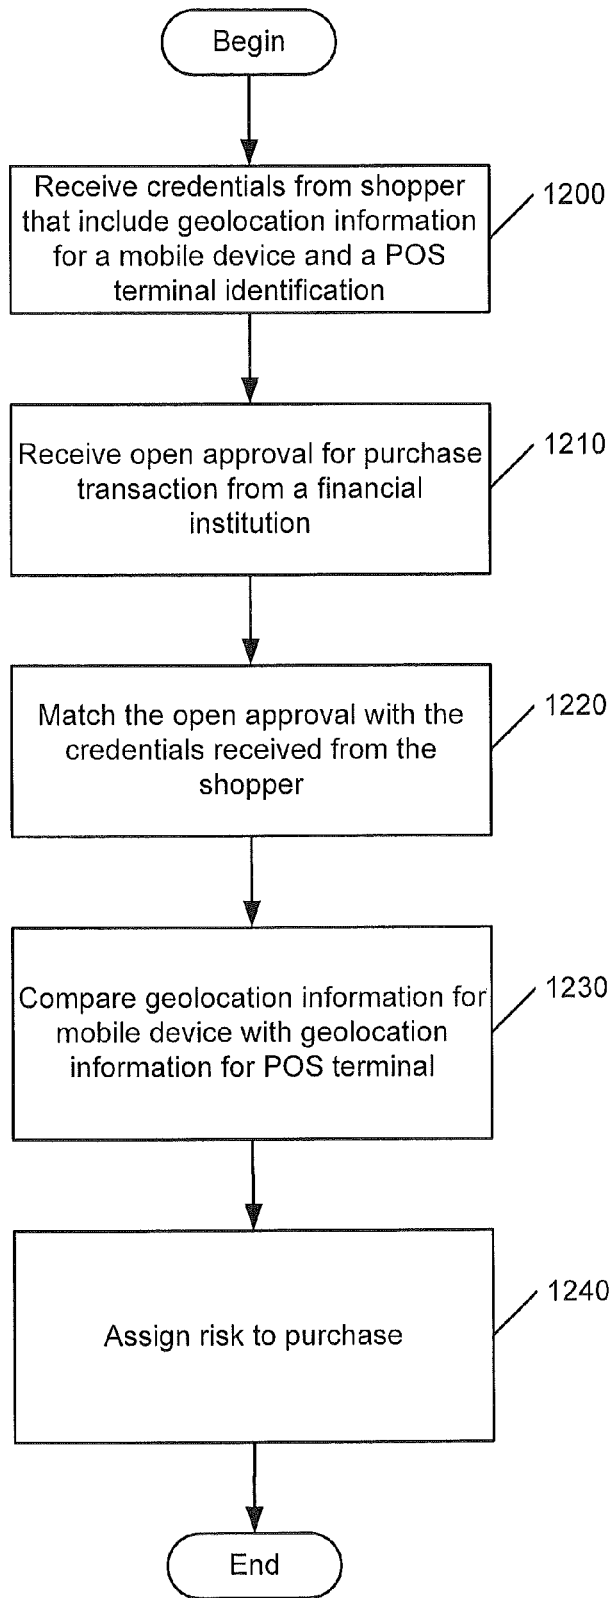 Begin
Receive credentials from shopper
that include geolocation information
for a mobile device and a POS
terminal identification
1200
Receive open approval for purchase
transaction from a financial
institution
1210
Match the open approval with the
credentials received from the
shopper
1220
Compare geolocation information for
mobile device with geolocation
information for POS terminal
1230
Assign risk to purchase
1240
End